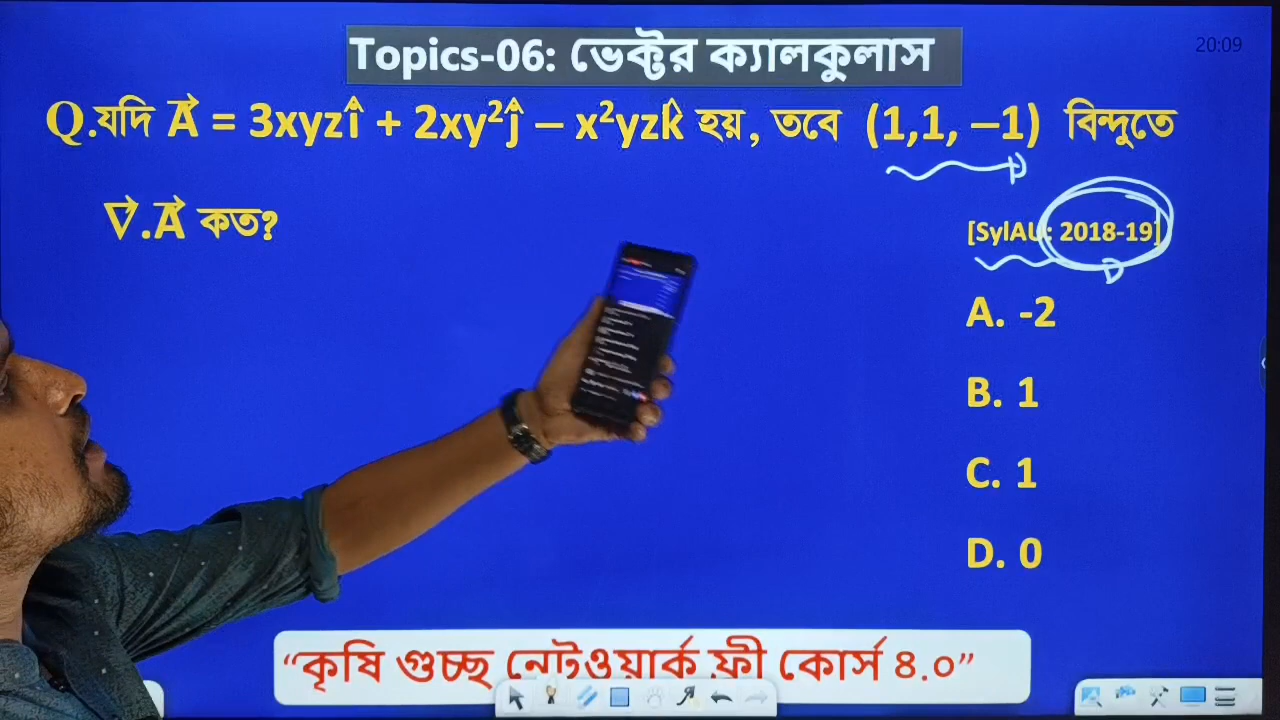 Topics-06: ভেক্টর ক্যালকুলাস
20:09
Q.যদি A⃗ = 3xyzî + 2xy²ĵ – x²yzk̂ হয়, তবে (1,1, –1) বিন্দুতে
∇⃗.A⃗ কত?
[SylAU: 2018-19]
A. -2
B. 1
C. 1
D. 0
“কৃষি গুচ্ছ নেটওয়ার্ক ফ্রী কোর্স ৪.০”